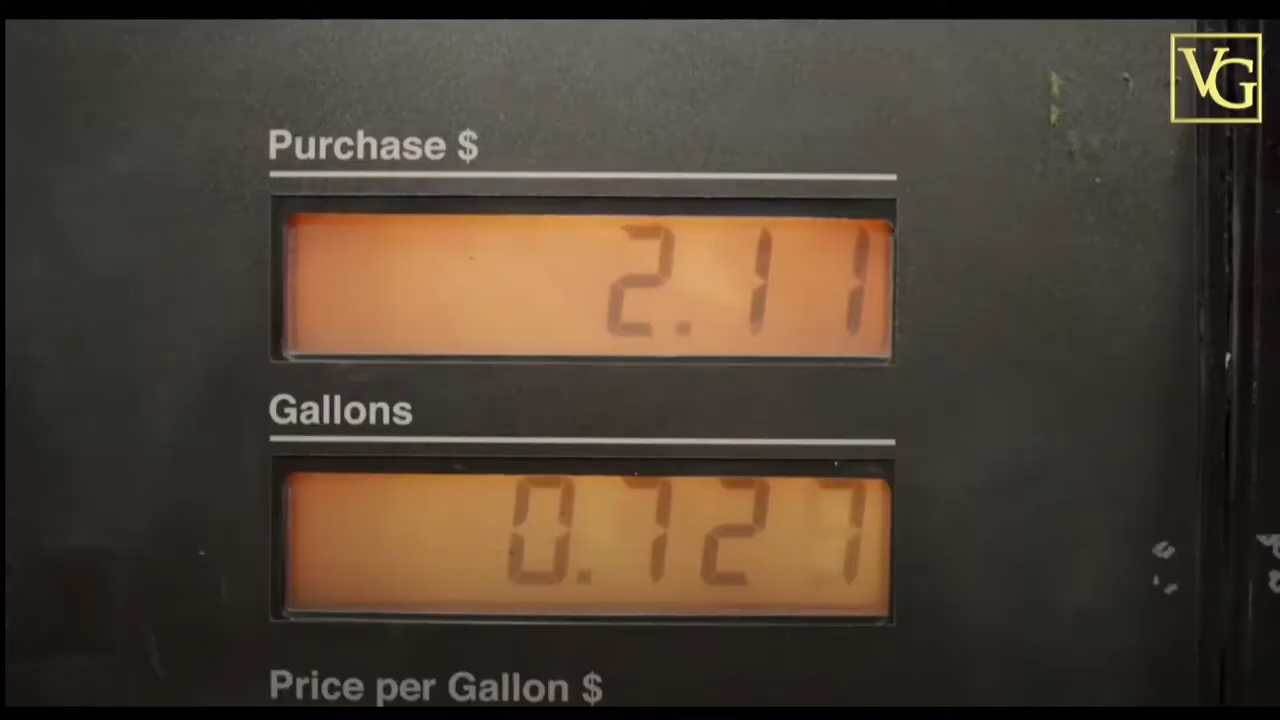 VG
Purchase $
2.11
Gallons
0.727
Price per Gallon $